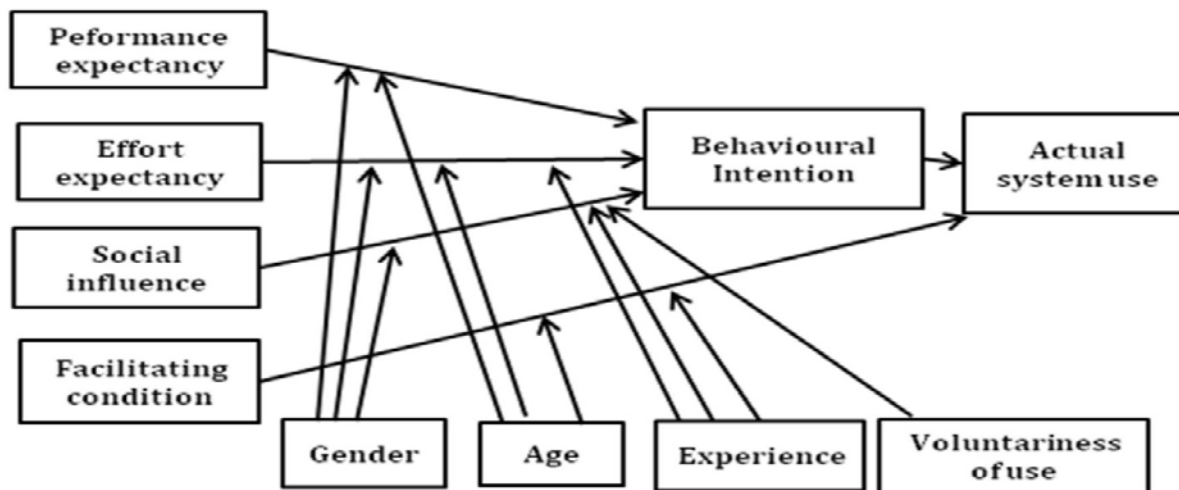 Peformance
expectancy
Effort
expectancy
Social
influence
Facilitating
condition
Behavioural
Intention
Actual
system use
Gender
Age
Experience
Voluntariness
of use